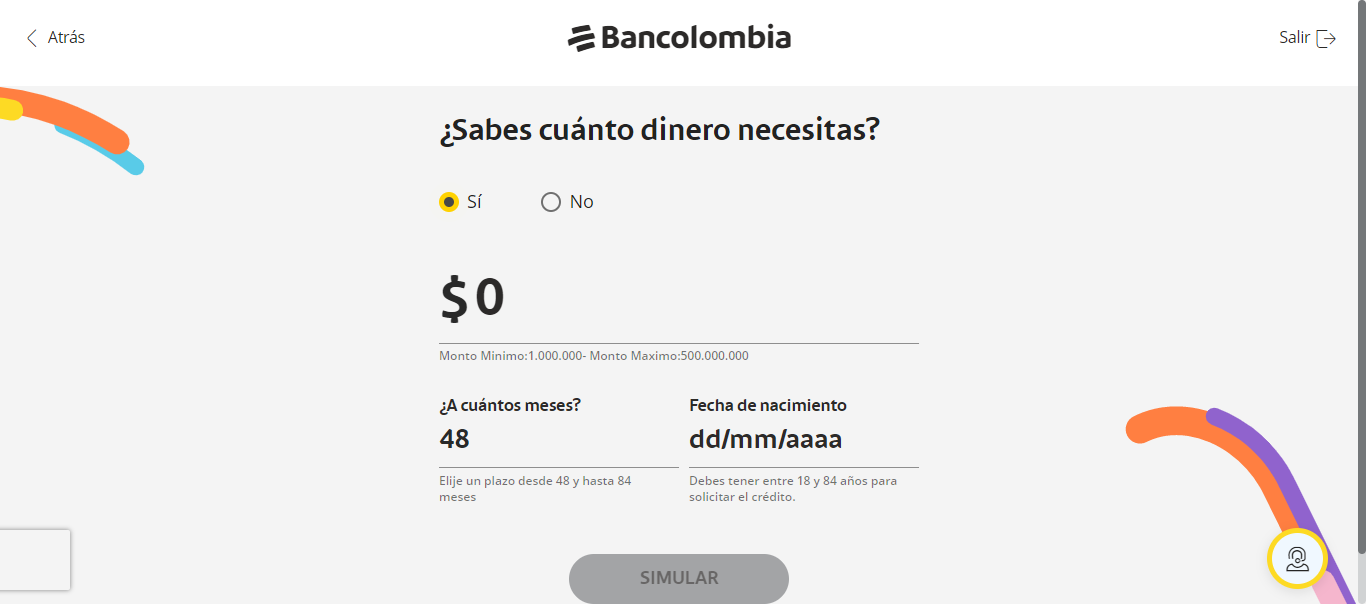 Atrás
Bancolombia
Salir
¿Sabes cuánto dinero necesitas?
Sí
No
$ 0
Monto Minimo:1.000.000- Monto Maximo:500.000.000
¿A cuántos meses?
48
Elije un plazo desde 48 y hasta 84
meses
Fecha de nacimiento
dd/mm/aaaa
Debes tener entre 18 y 84 años para
solicitar el crédito.
SIMULAR